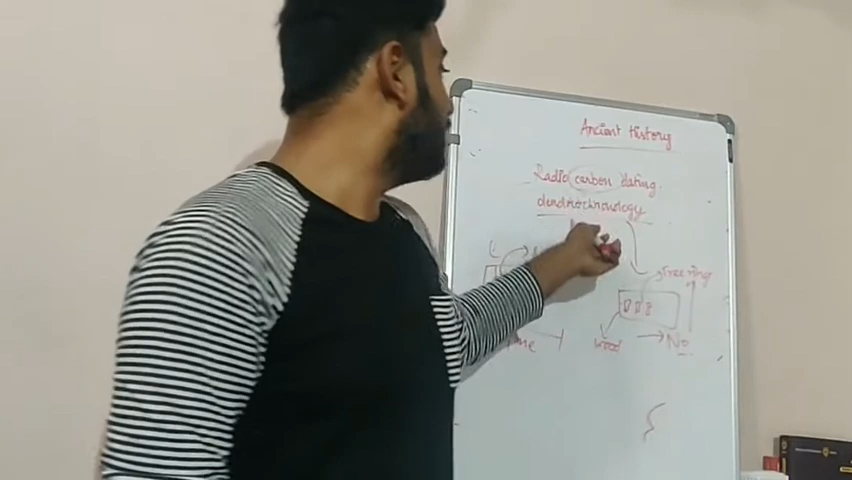 Ancient History
Radio carbon dating.
dendrochronology
tree ring
wood
No